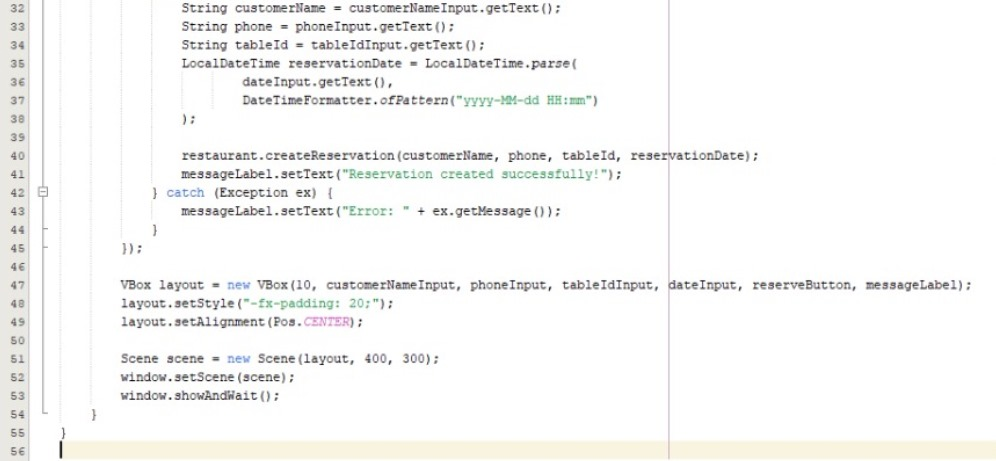 32 String customerName = customerNameInput.getText();
33 String phone = phoneInput.getText();
34 String tableId = tableIdInput.getText();
35 LocalDateTime reservationDate = LocalDateTime.parse(
36 dateInput.getText(),
37 DateTimeFormatter.ofPattern("yyyy-MM-dd HH:mm")
38 );
39
40 restaurant.createReservation(customerName, phone, tableId, reservationDate);
41 messageLabel.setText("Reservation created successfully!");
42 } catch (Exception ex) {
43 messageLabel.setText("Error: " + ex.getMessage());
44 }
45 });
46
47 VBox layout = new VBox(10, customerNameInput, phoneInput, tableIdInput, dateInput, reserveButton, messageLabel);
48 layout.setStyle("-fx-padding: 20;");
49 layout.setAlignment(Pos.CENTER);
50
51 Scene scene = new Scene(layout, 400, 300);
52 window.setScene(scene);
53 window.showAndWait();
54 }
55 }
56